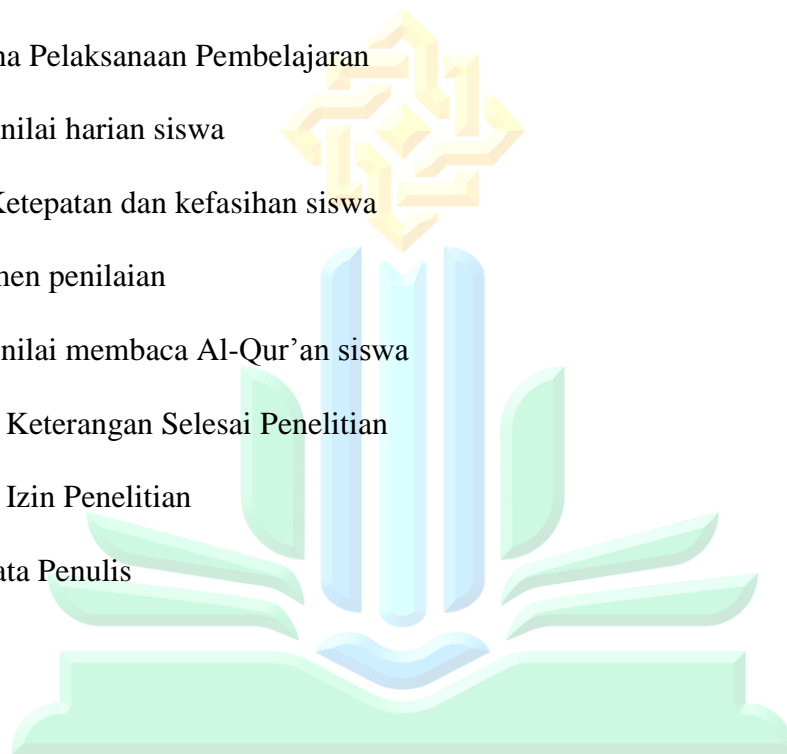 na Pelaksanaan Pembelajaran
nilai harian siswa
Ketepatan dan kefasihan siswa
nen penilaian
nilai membaca Al-Qur’an siswa
Keterangan Selesai Penelitian
Izin Penelitian
ata Penulis